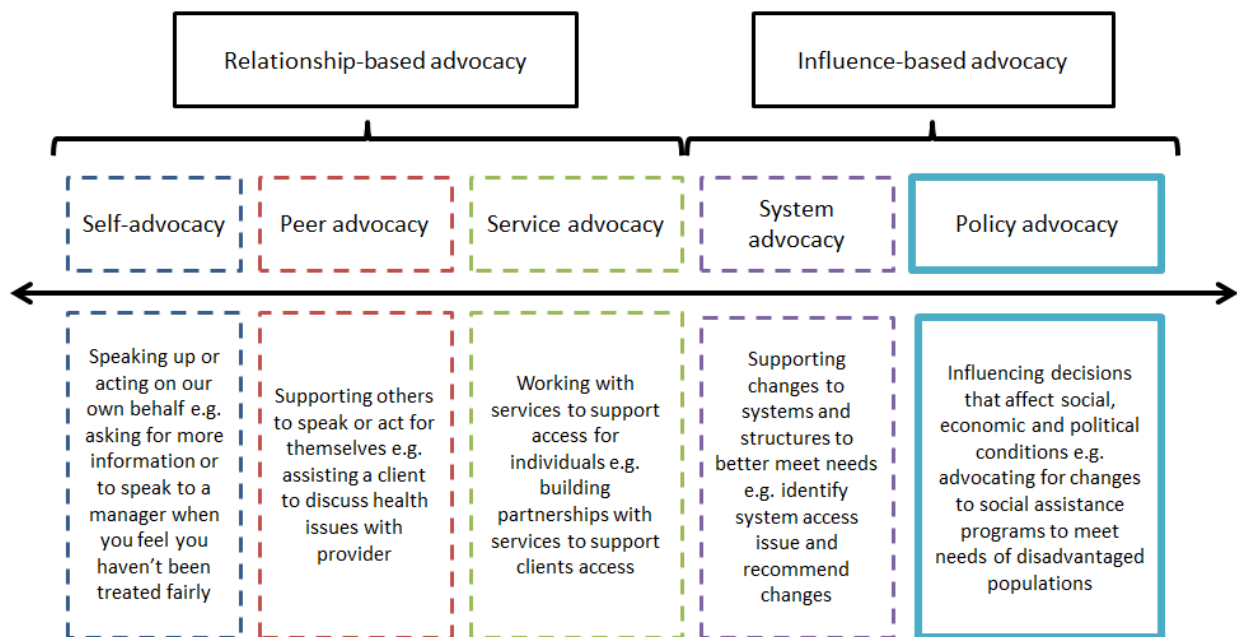 Relationship-based advocacy
Influence-based advocacy
Self-advocacy
Peer advocacy
Service advocacy
System
advocacy
Policy advocacy
Speaking up or
acting on our
own behalf e.g.
asking for more
information or
to speak to a
manager when
you feel you
haven’t been
treated fairly
Supporting others
to speak or act for
themselves e.g.
assisting a client
to discuss health
issues with
provider
Working with
services to support
access for
individuals e.g.
building
partnerships with
services to support
clients access
Supporting
changes to
systems and
structures to
better meet needs
e.g. identify
system access
issue and
recommend
changes
Influencing decisions
that affect social,
economic and political
conditions e.g.
advocating for changes
to social assistance
programs to meet
needs of disadvantaged
populations